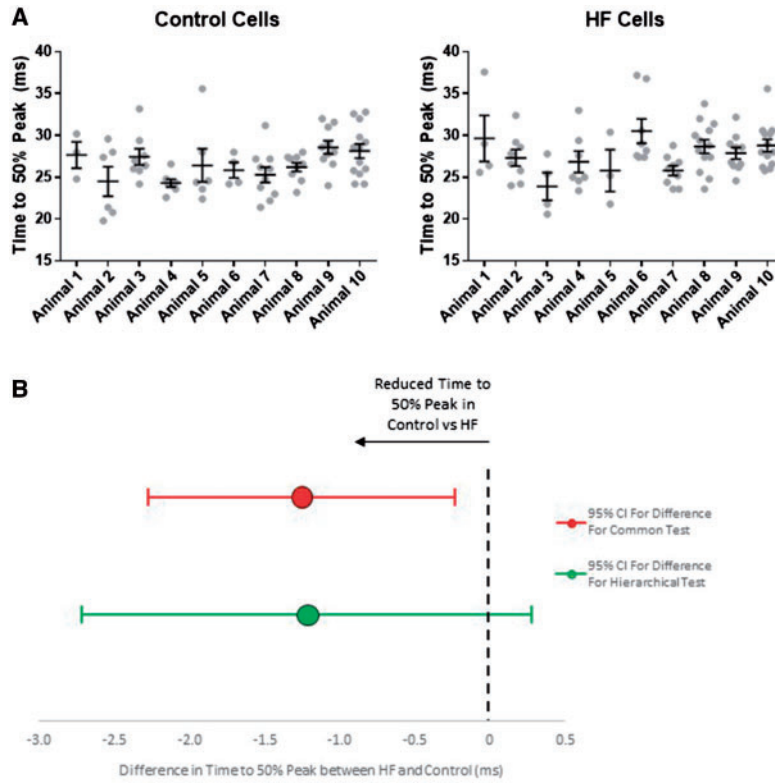 A
Control Cells
HF Cells
Time to 50% Peak (ms)
40
35
30
25
20
15
Animal 1
Animal 2
Animal 3
Animal 4
Animal 5
Animal 6
Animal 7
Animal 8
Animal 9
Animal 10
Time to 50% Peak (ms)
40
35
30
25
20
15
Animal 1
Animal 2
Animal 3
Animal 4
Animal 5
Animal 6
Animal 7
Animal 8
Animal 9
Animal 10
B
Reduced Time to
50% Peak in
Control vs HF
95% CI For Difference
For Common Test
95% CI For Difference
For Hierarchical Test
-3.0 -2.5 -2.0 -1.5 -1.0 -0.5 0 0.5
Difference in Time to 50% Peak between HF and Control (ms)